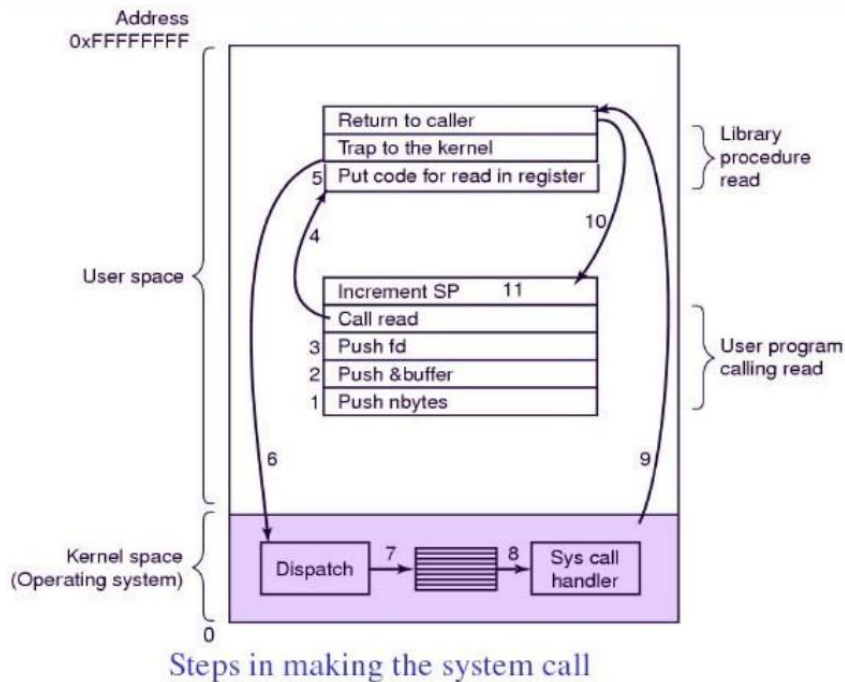 Address
0xFFFFFFFF
Return to caller
Trap to the kernel
5 Put code for read in register
Library
procedure
read
4
10
User space
Increment SP 11
Call read
3 Push fd
2 Push &buffer
1 Push nbytes
User program
calling read
6
9
Kernel space
(Operating system)
Dispatch
7
8
Sys call
handler
0
Steps in making the system call